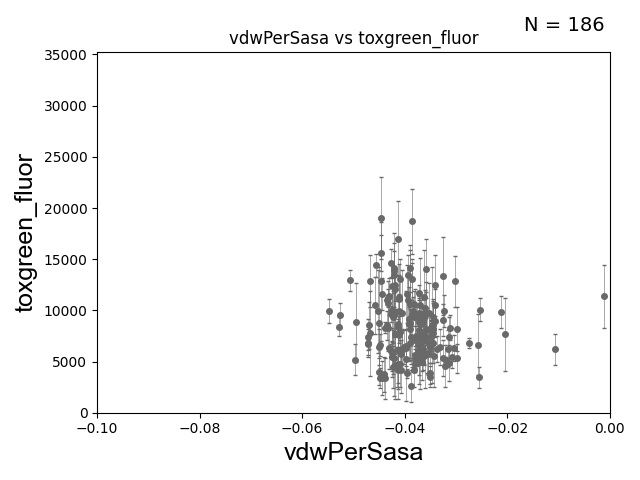 N = 186
vdwPerSasa vs toxgreen_fluor
35000
30000
25000
20000
15000
10000
5000
0
toxgreen_fluor
−0.10 −0.08 −0.06 −0.04 −0.02 0.00
vdwPerSasa